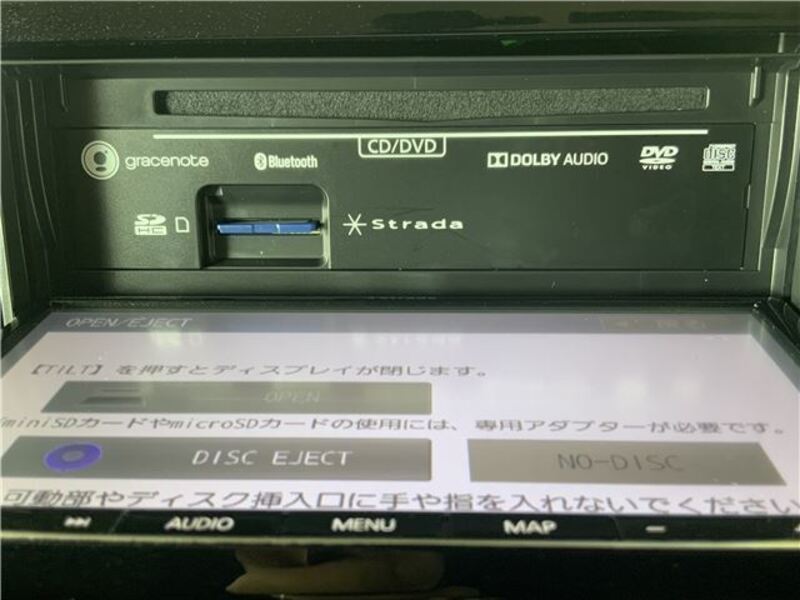 CD/DVD
gracenote Bluetooth DOLBY AUDIO DVD VIDEO disc TEXT
SD HC Strada
OPEN/EJECT 戻る
【TILT】を押すとディスプレイが閉じます。
OPEN
miniSDカードやmicroSDカードの使用には、専用アダプターが必要です。
DISC EJECT NO-DISC
可動部やディスク挿入口に手や指を入れないでください
AUDIO MENU MAP